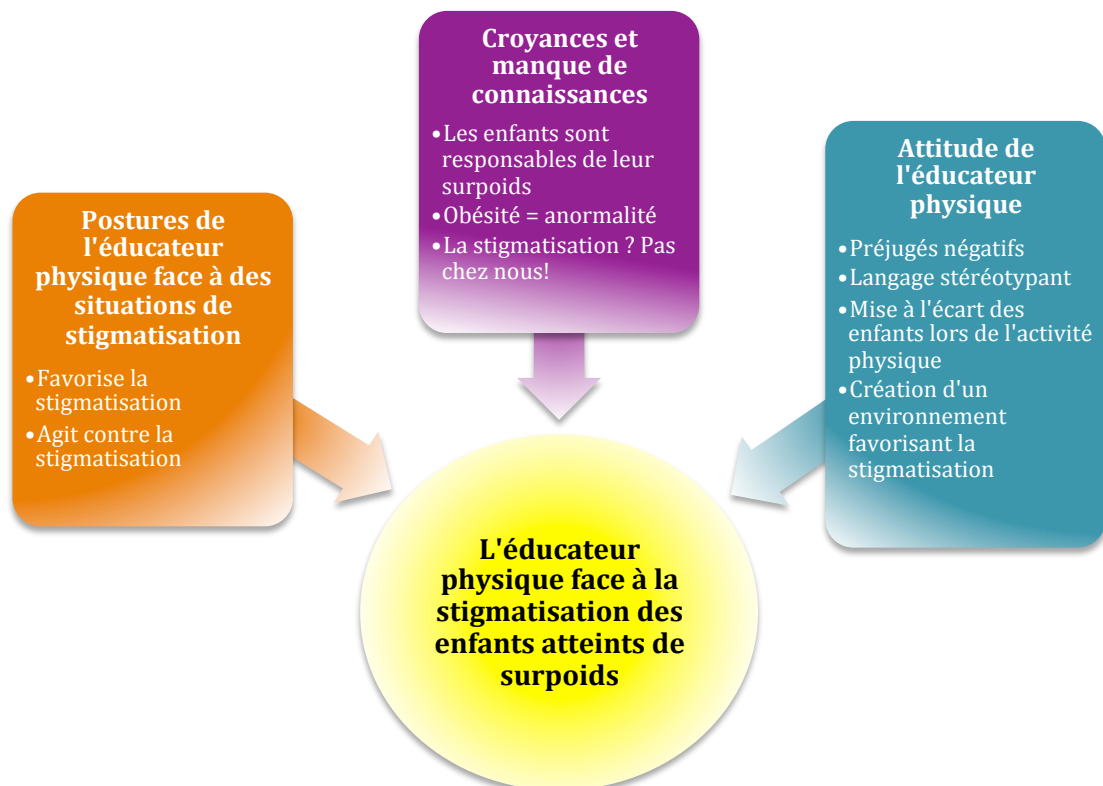 Croyances et
manque de
connaissances
•Les enfants sont
responsables de leur
surpoids
•Obésité = anormalité
•La stigmatisation ? Pas
chez nous!
Postures de
l'éducateur
physique face à des
situations de
stigmatisation
•Favorise la
stigmatisation
•Agit contre la
stigmatisation
Attitude de
l'éducateur
physique
•Préjugés négatifs
•Langage stéréotypant
•Mise à l'écart des
enfants lors de l'activité
physique
•Création d'un
environnement
favorisant la
stigmatisation
L'éducateur
physique face à la
stigmatisation des
enfants atteints de
surpoids